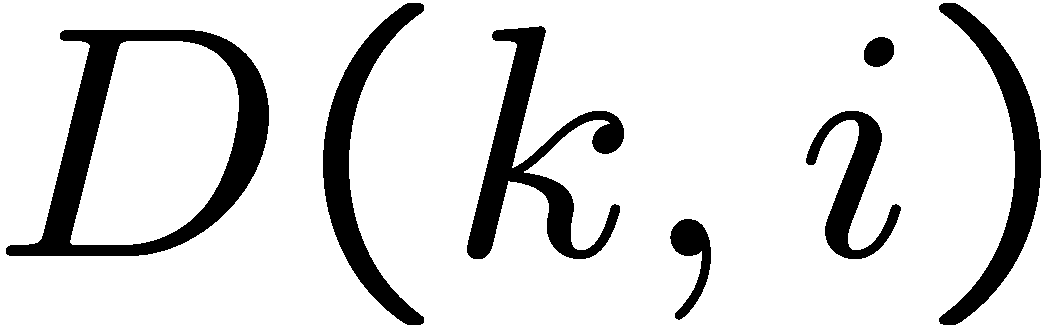 D(k, i)